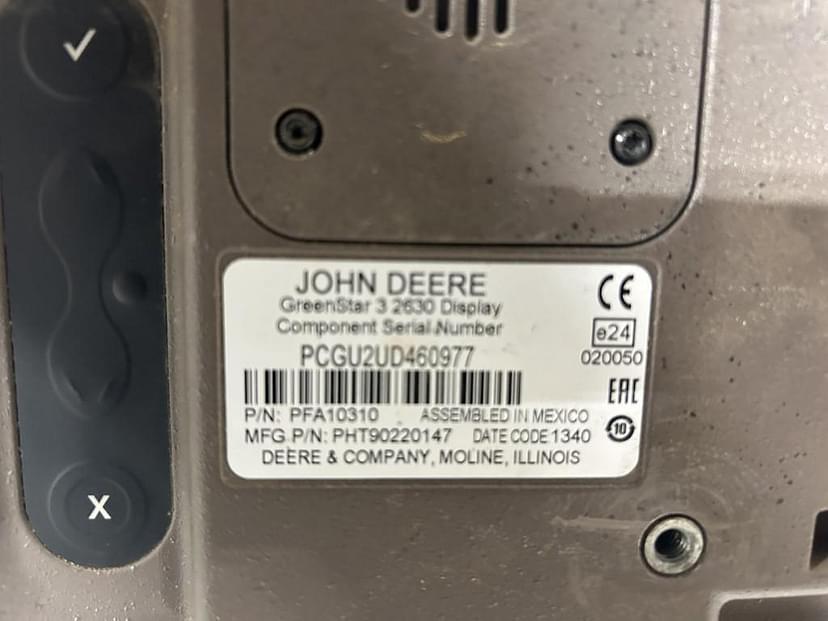 JOHN DEERE
GreenStar 3 2630 Display
Component Serial Number
PCGU2UD460977
P/N: PFA10310 ASSEMBLED IN MEXICO
MFG P/N: PHT90220147 DATE CODE 1340
DEERE & COMPANY, MOLINE, ILLINOIS
CE
e24
020050
EAC
10
X